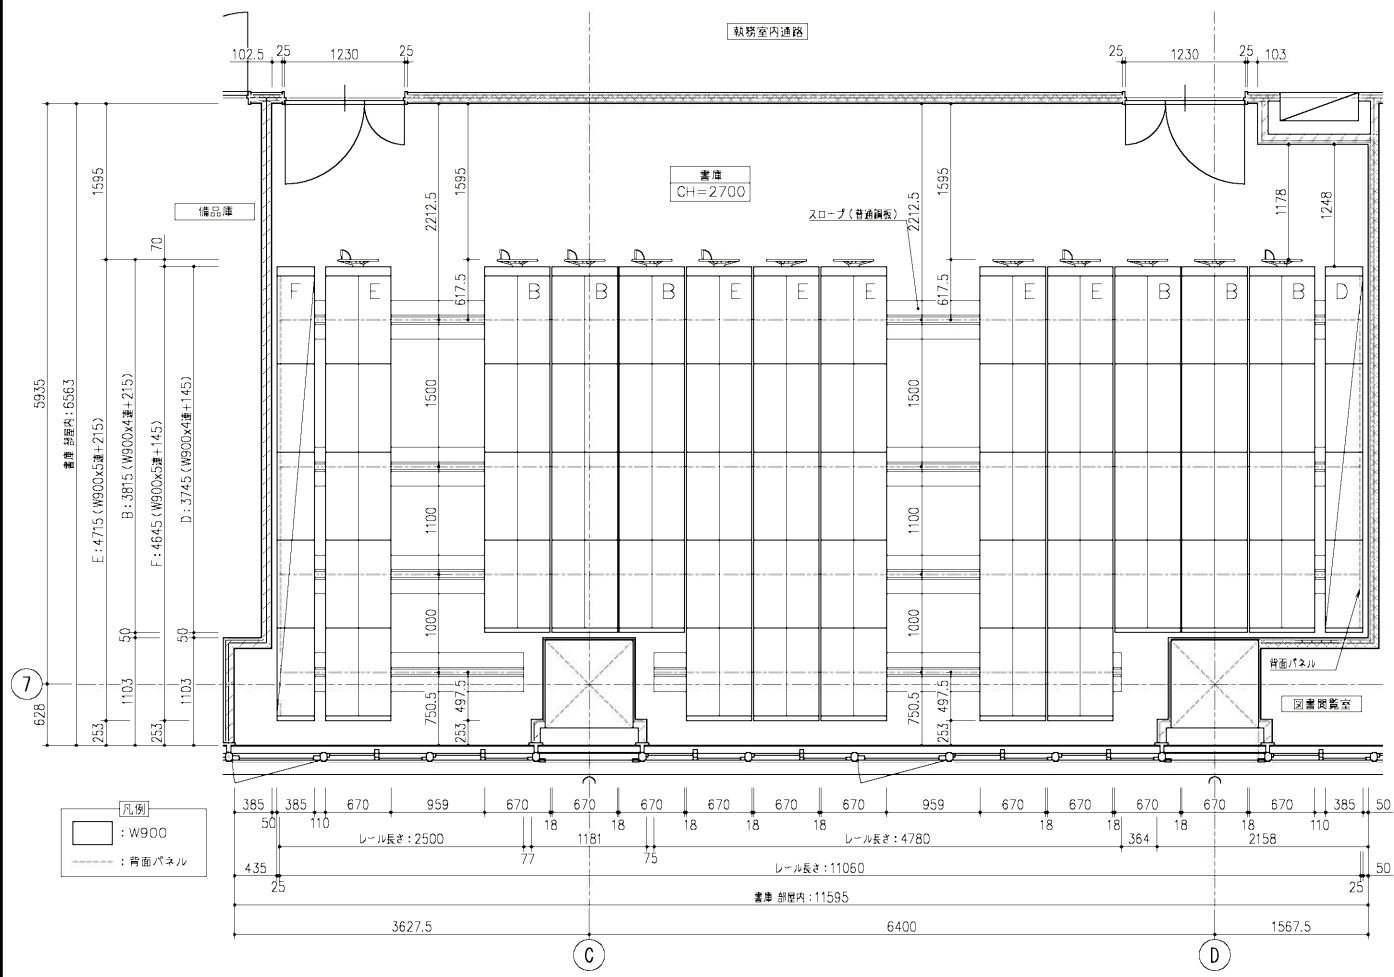 執務室内通路
102.5 25 1230 25
25 1230 25 103
書庫
CH=2700
備品庫
スロープ(普通鋼板)
1595
70
2212.5
1595
617.5
2212.5
1595
617.5
1178
1248
F E B B B E E E E E B B B D
5935
書庫 部屋内:6563
E:4715(W900x5連+215)
B:3815(W900x4連+215)
F:4645(W900x5連+145)
D:3745(W900x4連+145)
1500
1100
1000
1500
1100
1000
50
50
1103
1103
253
253
628
7
750.5
497.5
253
750.5
497.5
253
背面パネル
図書閲覧室
385 385 670 959 670 670 670 670 670 670 959 670 670 670 670 670 385 50
50 110 18 18 18 18 18 18 18 18 18 110
レール長さ:2500 1181 レール長さ:4780 364 2158
77 75
435 レール長さ:11060 50
25 25
書庫 部屋内:11595
3627.5 6400 1567.5
C D
凡例
:W900
:背面パネル